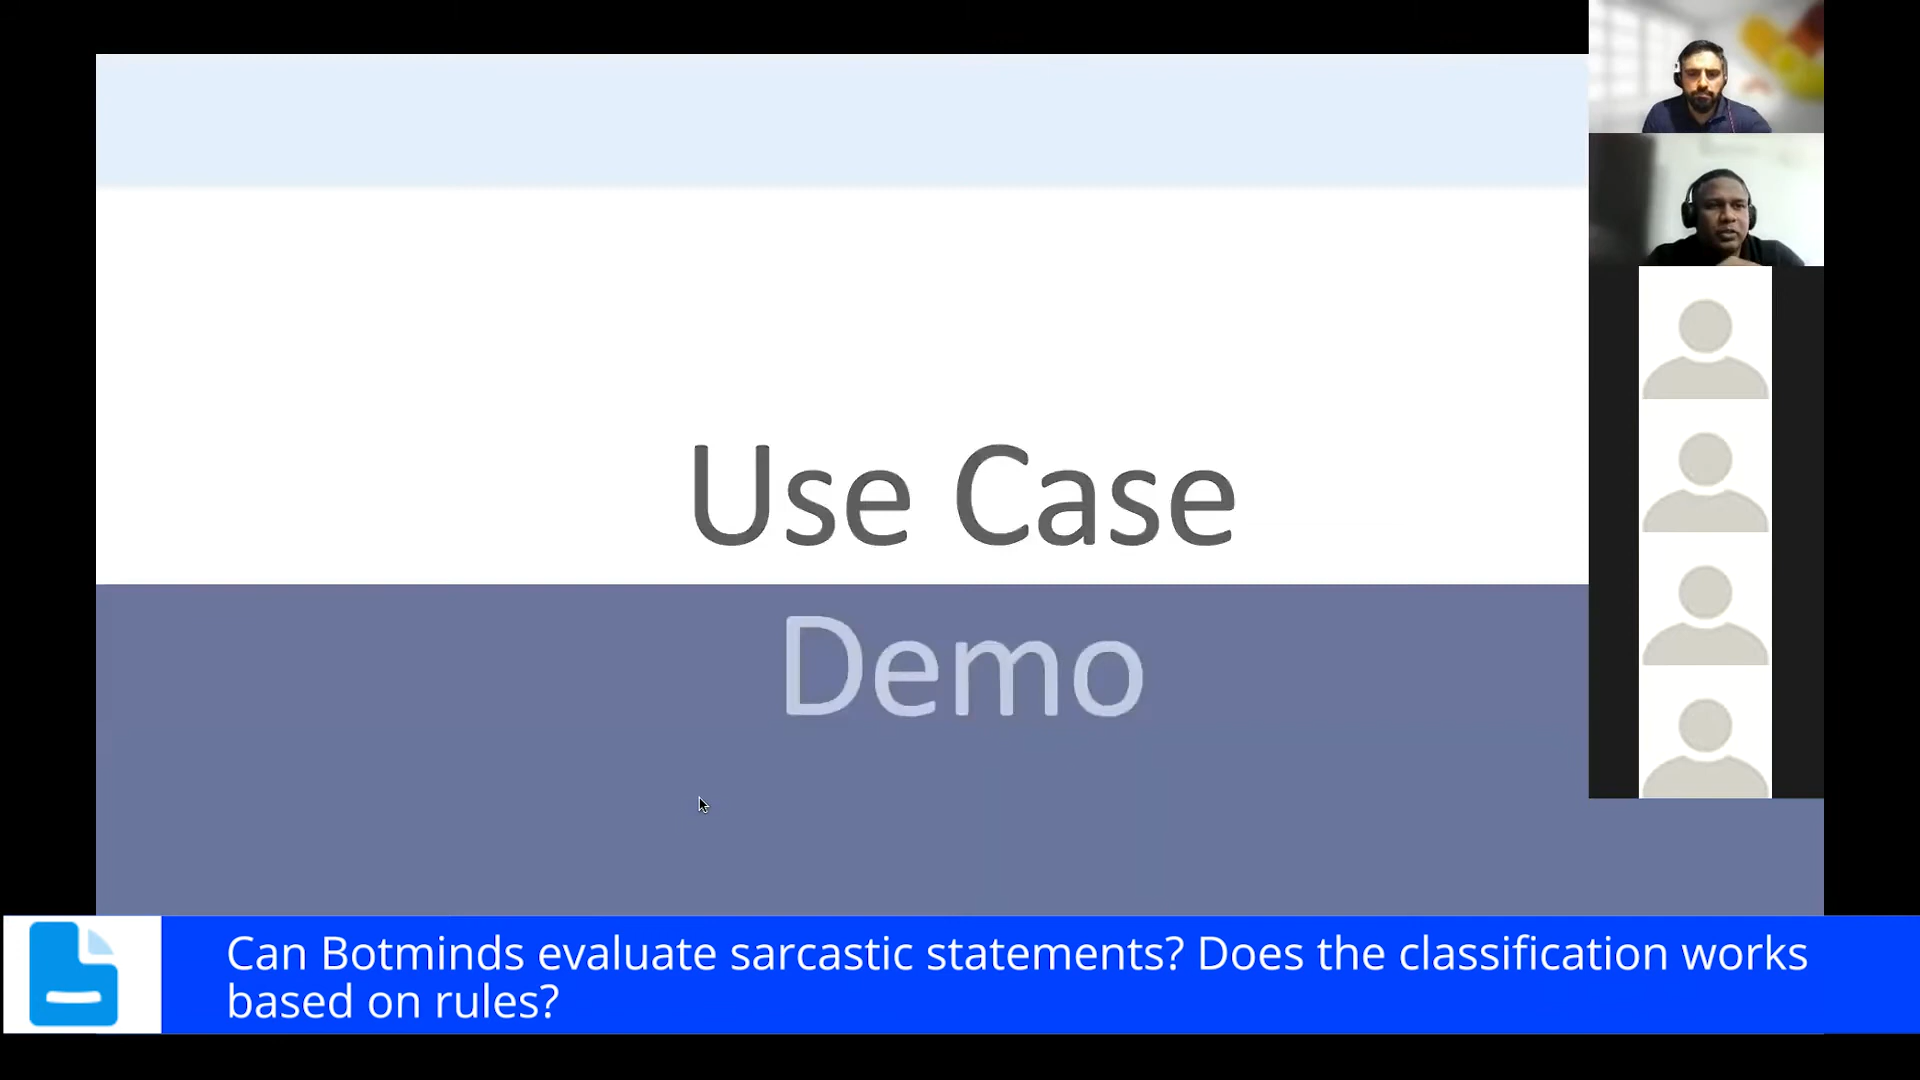 Use Case
Demo
Can Botminds evaluate sarcastic statements? Does the classification works
based on rules?